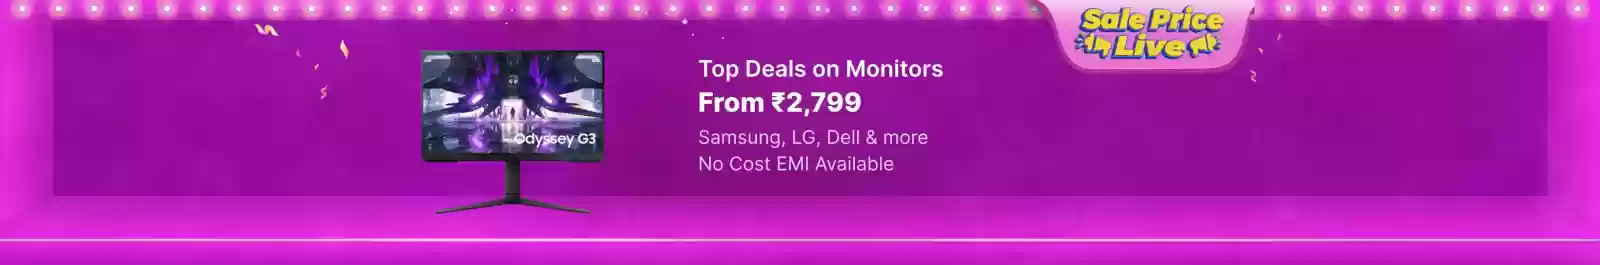 Sale Price
Live
Top Deals on Monitors
From ₹2,799
Samsung, LG, Dell & more
No Cost EMI Available
Odyssey G3